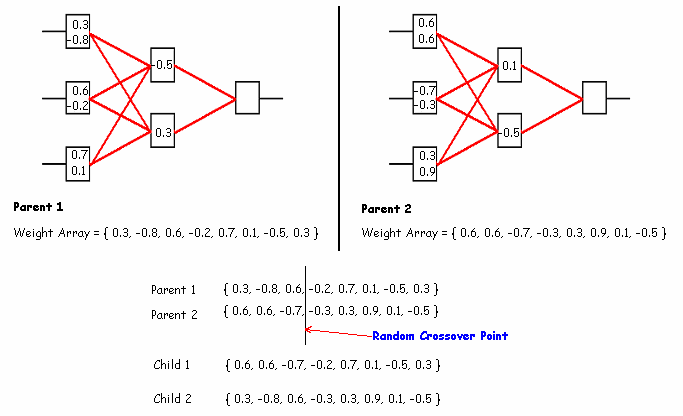 0.3
-0.8
-0.5
0.6
-0.2
0.3
0.7
0.1
Parent 1
Weight Array = { 0.3, -0.8, 0.6, -0.2, 0.7, 0.1, -0.5, 0.3 }
0.6
0.6
0.1
-0.7
-0.3
-0.5
0.3
0.9
Parent 2
Weight Array = { 0.6, 0.6, -0.7, -0.3, 0.3, 0.9, 0.1, -0.5 }
Parent 1 { 0.3, -0.8, 0.6, -0.2, 0.7, 0.1, -0.5, 0.3 }
Parent 2 { 0.6, 0.6, -0.7, -0.3, 0.3, 0.9, 0.1, -0.5 }
Random Crossover Point
Child 1 { 0.6, 0.6, -0.7, -0.2, 0.7, 0.1, -0.5, 0.3 }
Child 2 { 0.3, -0.8, 0.6, -0.3, 0.3, 0.9, 0.1, -0.5 }